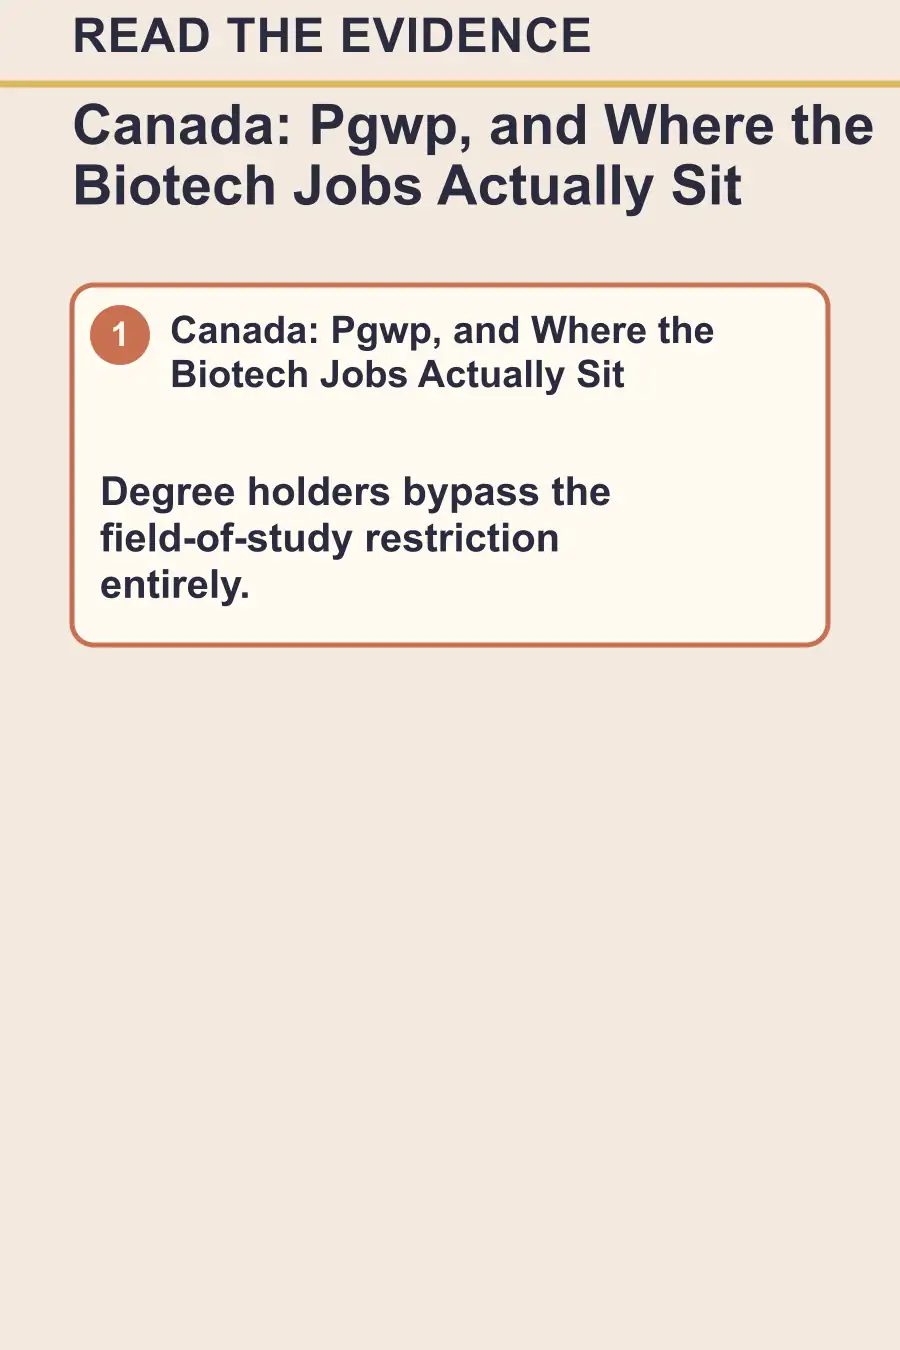 READ THE EVIDENCE
Canada: Pgwp, and Where the
Biotech Jobs Actually Sit
1
Canada: Pgwp, and Where the
Biotech Jobs Actually Sit
Degree holders bypass the
field-of-study restriction
entirely.